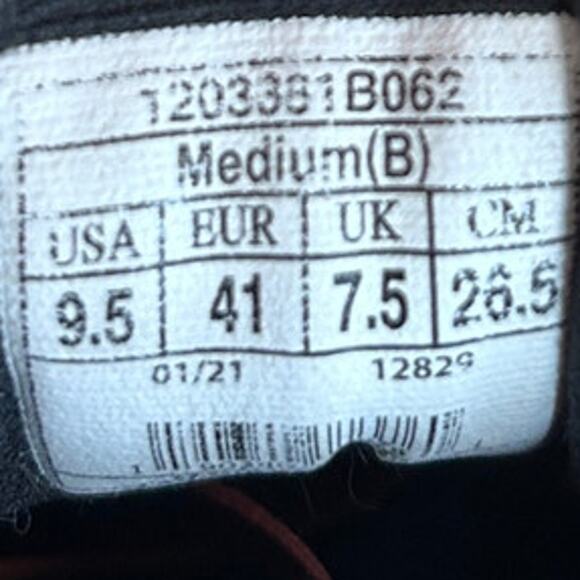 1203381B062
Medium(B)
USA EUR UK CM
9.5 41 7.5 26.5
01/21 12829